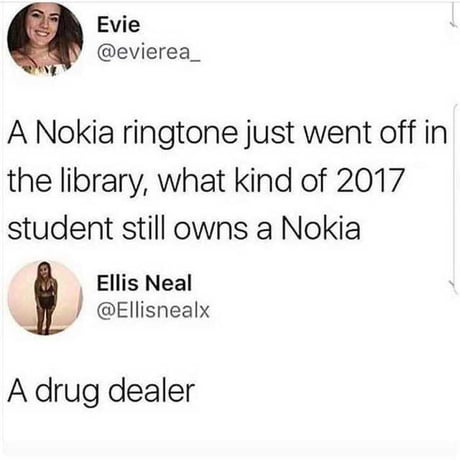 Evie
@evierea_
A Nokia ringtone just went off in
the library, what kind of 2017
student still owns a Nokia
Ellis Neal
@Ellisnealx
A drug dealer